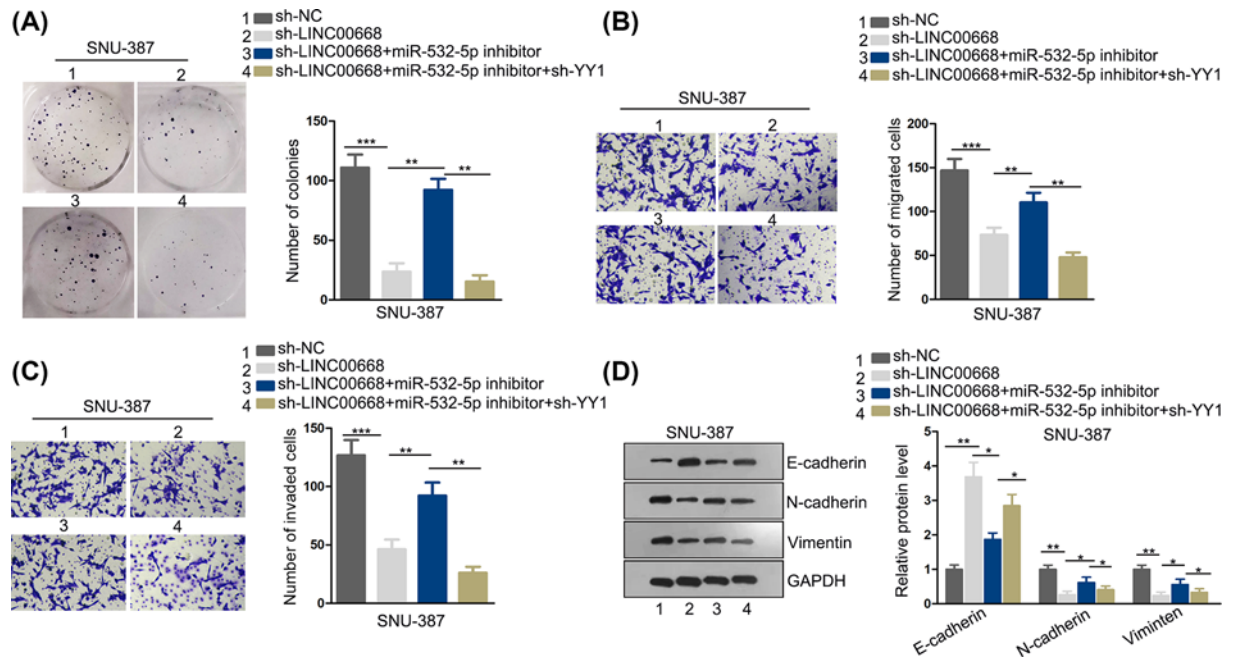 (A)
SNU-387
1 2
3 4
1 sh-NC
2 sh-LINC00668
3 sh-LINC00668+miR-532-5p inhibitor
4 sh-LINC00668+miR-532-5p inhibitor+sh-YY1
Number of colonies
150
100
50
0
*** ** **
SNU-387
(B)
SNU-387
1 2
3 4
1 sh-NC
2 sh-LINC00668
3 sh-LINC00668+miR-532-5p inhibitor
4 sh-LINC00668+miR-532-5p inhibitor+sh-YY1
Number of migrated cells
200
150
100
50
0
*** ** **
SNU-387
(C)
SNU-387
1 2
3 4
1 sh-NC
2 sh-LINC00668
3 sh-LINC00668+miR-532-5p inhibitor
4 sh-LINC00668+miR-532-5p inhibitor+sh-YY1
Number of invaded cells
150
100
50
0
*** ** **
SNU-387
(D)
SNU-387
E-cadherin
N-cadherin
Vimentin
GAPDH
1 2 3 4
1 sh-NC
2 sh-LINC00668
3 sh-LINC00668+miR-532-5p inhibitor
4 sh-LINC00668+miR-532-5p inhibitor+sh-YY1
SNU-387
Relative protein level
5
4
3
2
1
0
** * *
** * *
** * *
E-cadherin
N-cadherin
Viminten